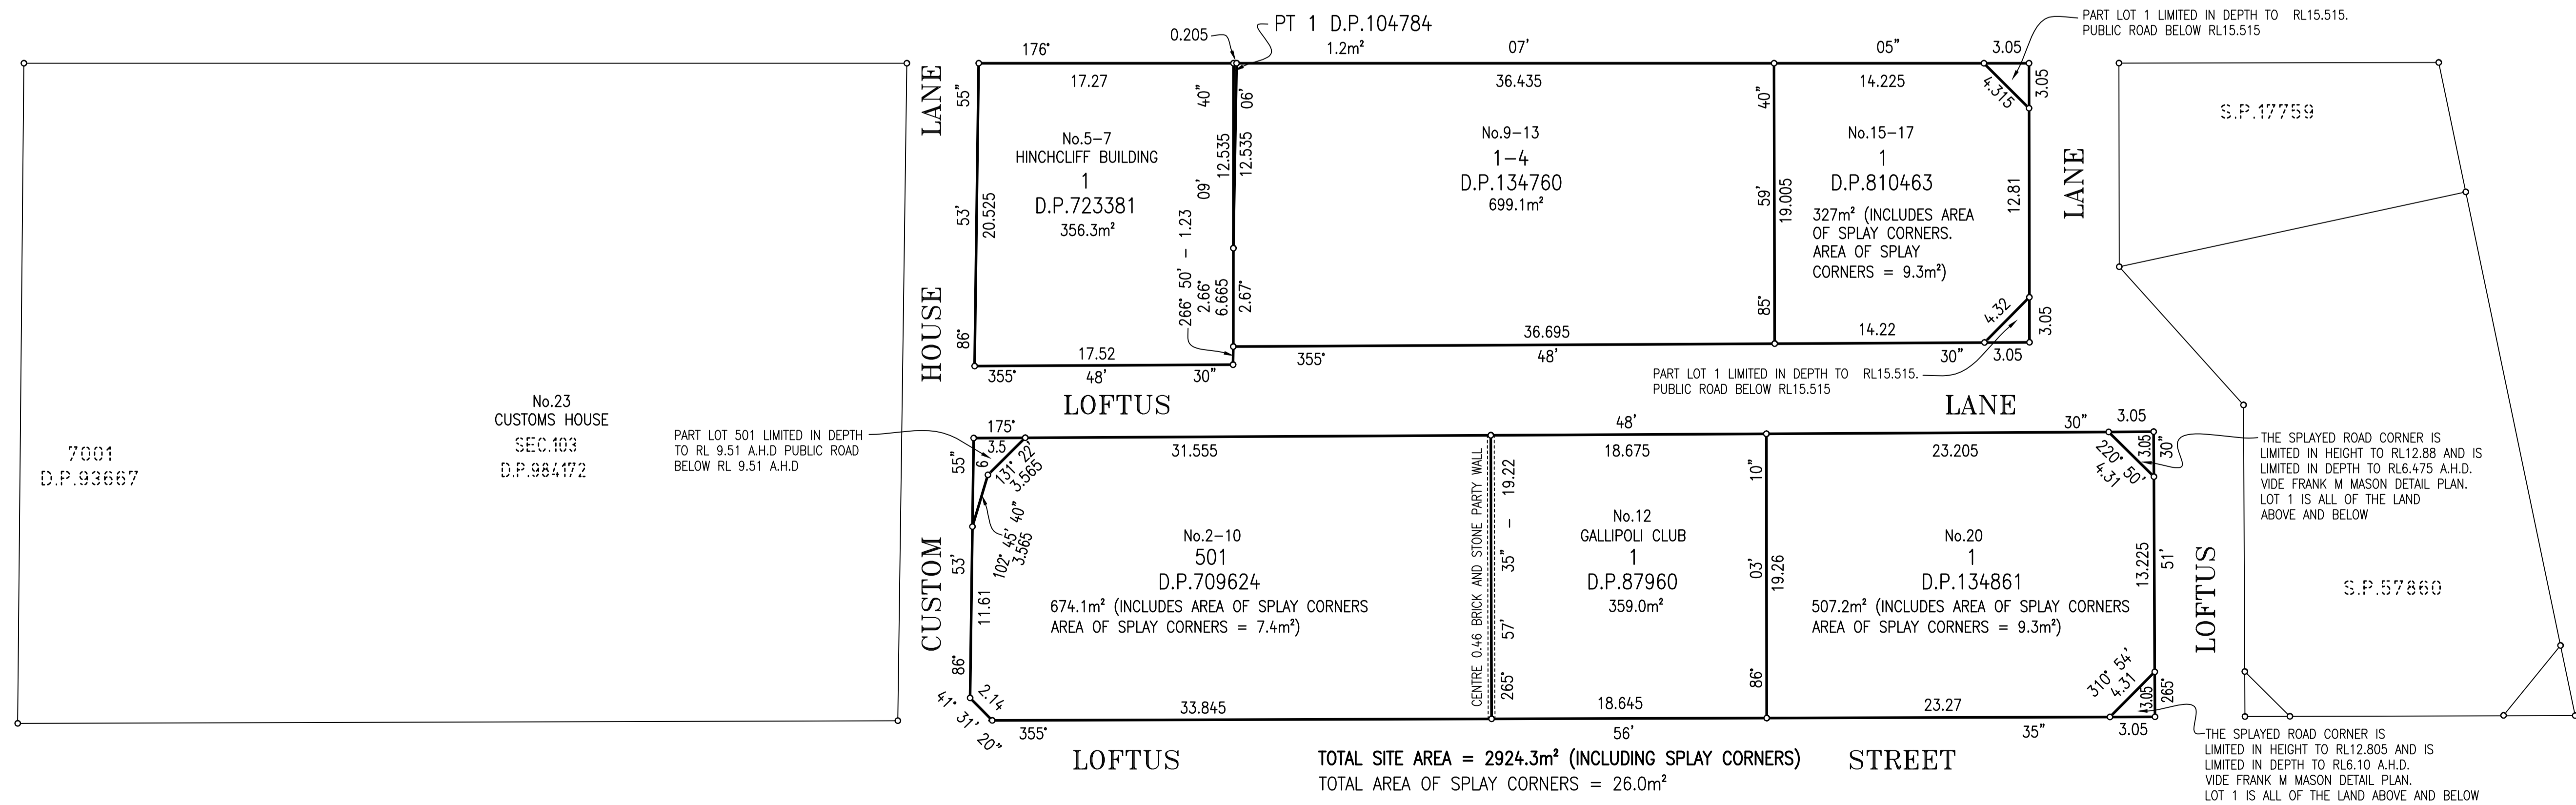 PT 1 D.P.104784
0.205
176°
1.2m²
07'
05"
3.05
PART LOT 1 LIMITED IN DEPTH TO RL15.515.
PUBLIC ROAD BELOW RL15.515
LANE
55"
17.27
40"
06'
36.435
40"
14.225
4.315
3.05
S.P.17759
No.5-7
HINCHCLIFF BUILDING
1
D.P.723381
356.3m²
53'
20.525
12.535
12.535
09'
266° 50' - 1.23
2.66°
6.665
2.67°
No.9-13
1-4
D.P.134760
699.1m²
59'
19.005
85°
No.15-17
1
D.P.810463
327m² (INCLUDES AREA
OF SPLAY CORNERS.
AREA OF SPLAY
CORNERS = 9.3m²)
12.81
LANE
4.32
3.05
HOUSE
86°
17.52
355°
48'
30"
36.695
355°
48'
14.22
30"
3.05
PART LOT 1 LIMITED IN DEPTH TO RL15.515.
PUBLIC ROAD BELOW RL15.515
LOFTUS
LANE
No.23
CUSTOMS HOUSE
SEC.103
D.P.984172
7001
D.P.93667
PART LOT 501 LIMITED IN DEPTH
TO RL 9.51 A.H.D PUBLIC ROAD
BELOW RL 9.51 A.H.D
175°
3.5
55"
6
131° 22'
3.565
31.555
48'
18.675
30"
23.205
3.05
3.05
30"
220° 50'
4.31
THE SPLAYED ROAD CORNER IS
LIMITED IN HEIGHT TO RL12.88 AND IS
LIMITED IN DEPTH TO RL6.475 A.H.D.
VIDE FRANK M MASON DETAIL PLAN.
LOT 1 IS ALL OF THE LAND
ABOVE AND BELOW
CUSTOM
53'
11.61
86°
102° 45' 40"
3.565
No.2-10
501
D.P.709624
674.1m² (INCLUDES AREA OF SPLAY CORNERS
AREA OF SPLAY CORNERS = 7.4m²)
CENTRE 0.46 BRICK AND STONE PARTY WALL
265° 57' 35" - 19.22
No.12
GALLIPOLI CLUB
1
D.P.87960
359.0m²
10"
03'
19.26
86°
No.20
1
D.P.134861
507.2m² (INCLUDES AREA OF SPLAY CORNERS
AREA OF SPLAY CORNERS = 9.3m²)
13.225
51'
LOFTUS
S.P.57860
310° 54'
4.31
3.05
265°
2.14
41° 31' 20"
33.845
355°
18.645
56'
23.27
35"
3.05
LOFTUS
STREET
TOTAL SITE AREA = 2924.3m² (INCLUDING SPLAY CORNERS)
TOTAL AREA OF SPLAY CORNERS = 26.0m²
THE SPLAYED ROAD CORNER IS
LIMITED IN HEIGHT TO RL12.805 AND IS
LIMITED IN DEPTH TO RL6.10 A.H.D.
VIDE FRANK M MASON DETAIL PLAN.
LOT 1 IS ALL OF THE LAND ABOVE AND BELOW